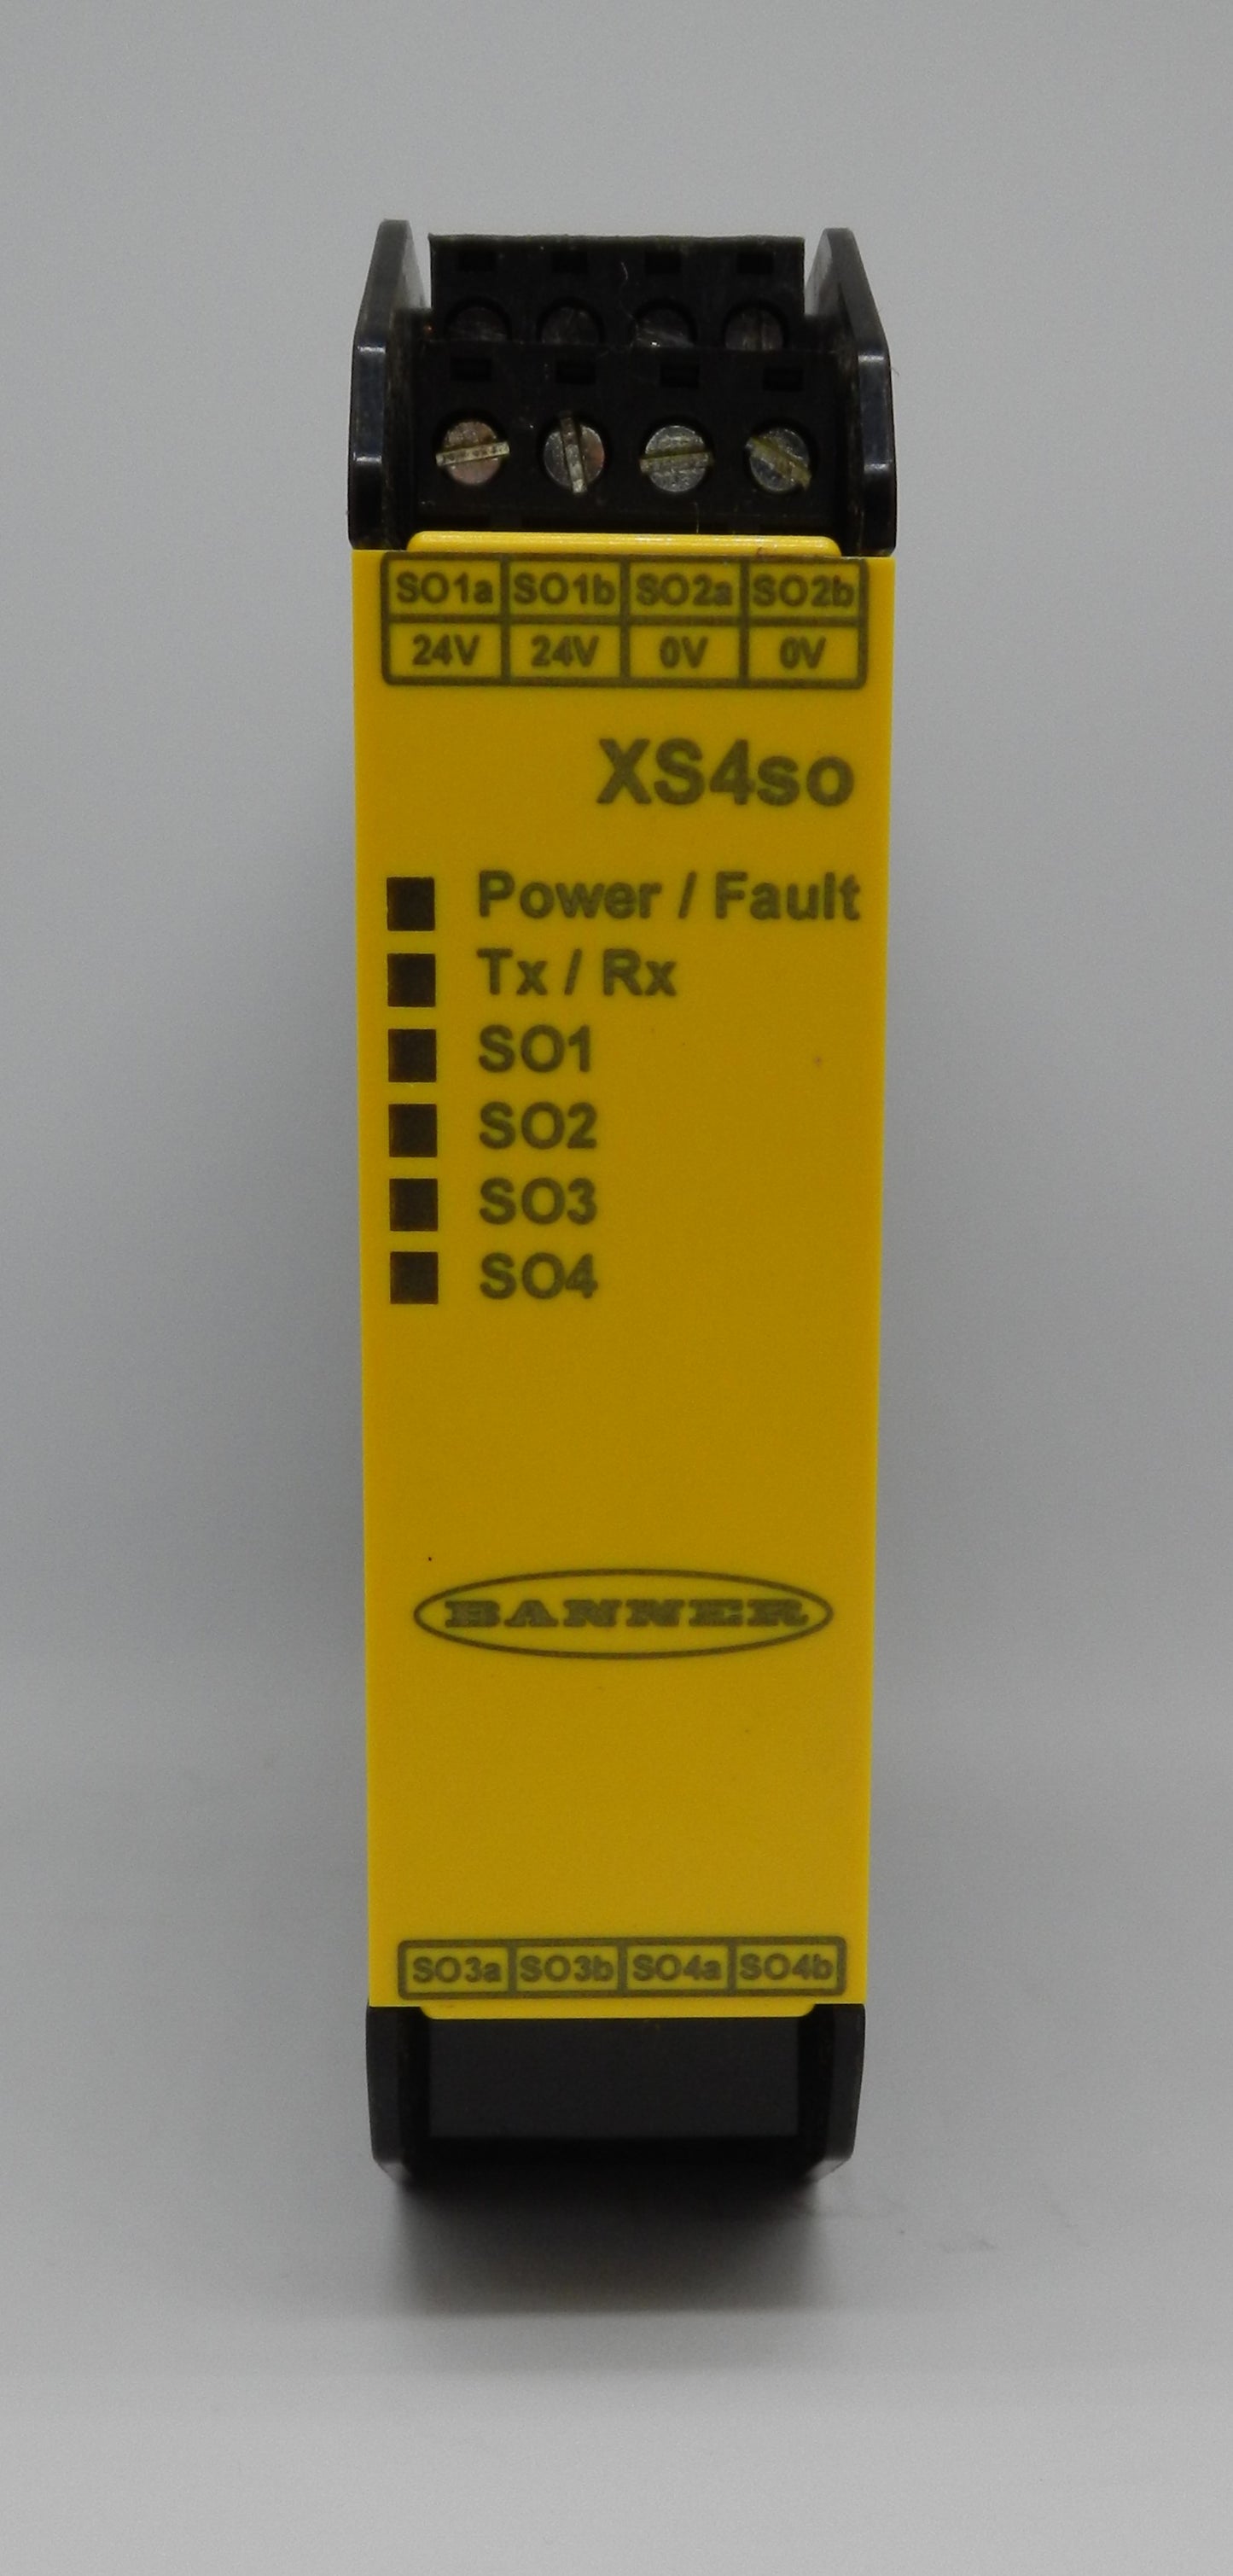 SO1a SO1b SO2a SO2b
24V 24V 0V 0V
XS4so
Power / Fault
Tx / Rx
SO1
SO2
SO3
SO4
BANNER
SO3a SO3b SO4a SO4b